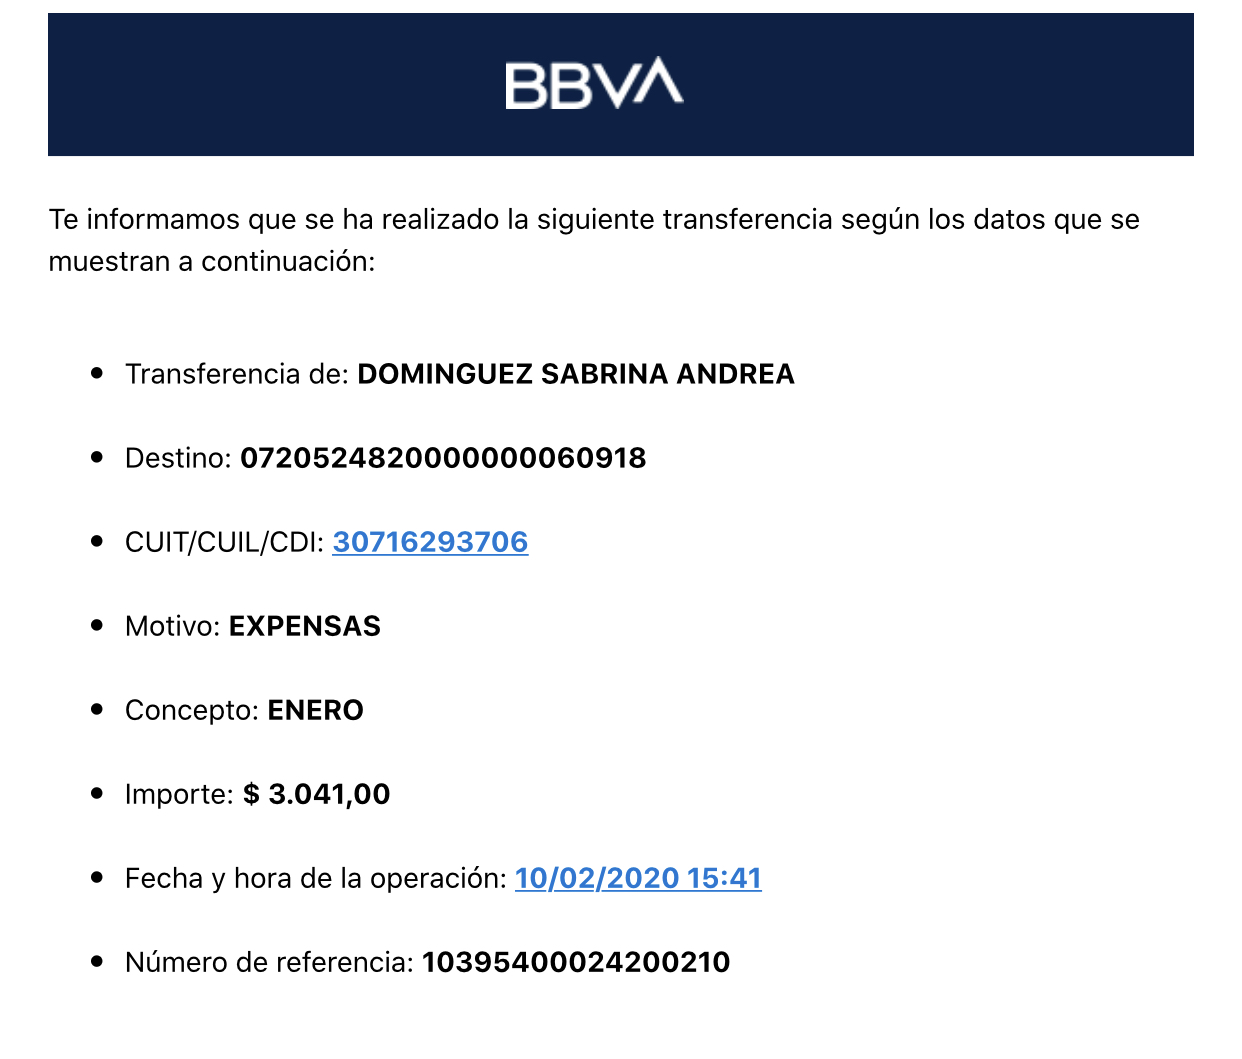 BBVA
Te informamos que se ha realizado la siguiente transferencia según los datos que se
muestran a continuación:
• Transferencia de: DOMINGUEZ SABRINA ANDREA
• Destino: 0720524820000000060918
• CUIT/CUIL/CDI: 30716293706
• Motivo: EXPENSAS
• Concepto: ENERO
• Importe: $ 3.041,00
• Fecha y hora de la operación: 10/02/2020 15:41
• Número de referencia: 10395400024200210